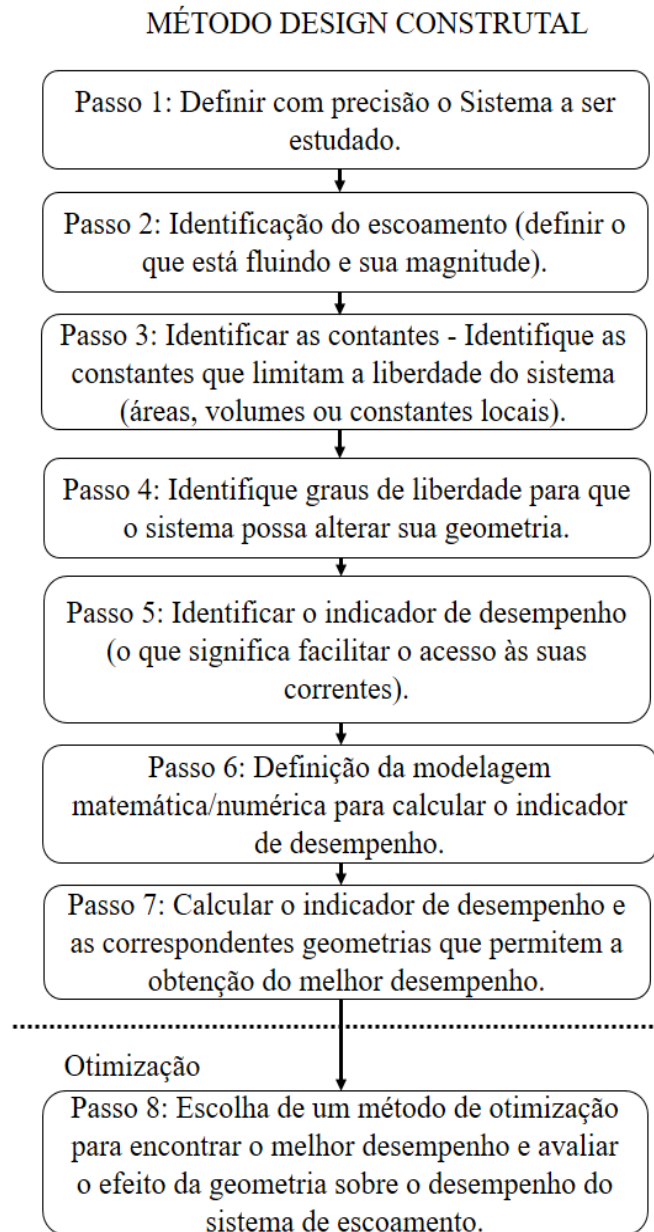 MÉTODO DESIGN CONSTRUTAL
Passo 1: Definir com precisão o Sistema a ser
estudado.
Passo 2: Identificação do escoamento (definir o
que está fluindo e sua magnitude).
Passo 3: Identificar as contantes - Identifique as
constantes que limitam a liberdade do sistema
(áreas, volumes ou constantes locais).
Passo 4: Identifique graus de liberdade para que
o sistema possa alterar sua geometria.
Passo 5: Identificar o indicador de desempenho
(o que significa facilitar o acesso às suas
correntes).
Passo 6: Definição da modelagem
matemática/numérica para calcular o indicador
de desempenho.
Passo 7: Calcular o indicador de desempenho e
as correspondentes geometrias que permitem a
obtenção do melhor desempenho.
Otimização
Passo 8: Escolha de um método de otimização
para encontrar o melhor desempenho e avaliar
o efeito da geometria sobre o desempenho do
sistema de escoamento.